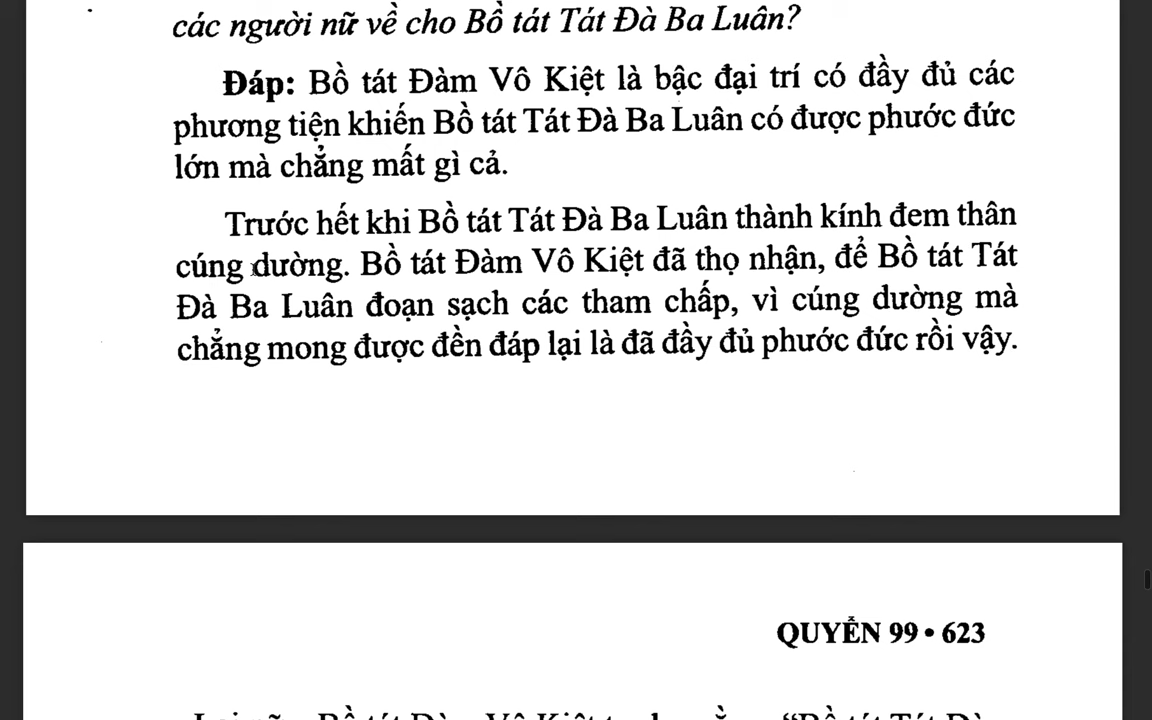 các người nữ về cho Bồ tát Tát Đà Ba Luân?
Đáp: Bồ tát Đàm Vô Kiệt là bậc đại trí có đầy đủ các
phương tiện khiến Bồ tát Tát Đà Ba Luân có được phước đức
lớn mà chẳng mất gì cả.
Trước hết khi Bồ tát Tát Đà Ba Luân thành kính đem thân
cúng dường. Bồ tát Đàm Vô Kiệt đã thọ nhận, để Bồ tát Tát
Đà Ba Luân đoạn sạch các tham chấp, vì cúng dường mà
chẳng mong được đền đáp lại là đã đầy đủ phước đức rồi vậy.
QUYỂN 99 • 623